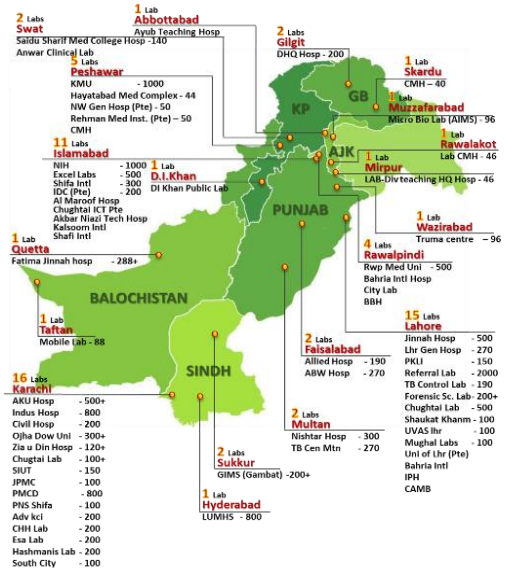 2 Labs
Swat
Saidu Sharif Med College Hosp -140
Anwar Clinical Lab
1 Lab
Abbottabad
Ayub Teaching Hosp
2 Labs
Gilgit
DHQ Hosp - 200
5 Labs
Peshawar
KMU - 1000
Hayatabad Med Complex - 44
NW Gen Hosp (Pte) - 50
Rehman Med Inst. (Pte) – 50
CMH
1 Lab
Skardu
CMH – 40
4 Lab
Muzzafarabad
Micro Bio Lab (AIMS) - 96
1 Lab
Rawalakot
Lab CMH - 46
1 Lab
Mirpur
LAB-Div teaching HQ Hosp - 46
11 Labs
Islamabad
NIH - 1000
Excel Labs - 500
Shifa Intl - 300
IDC (Pte) - 200
Al Maroof Hosp
Chughtai ICT Pte
Akbar Niazi Tech Hosp
Kalsoom Intl
Shafi Intl
1 Lab
D.I.Khan
DI Khan Public Lab
KP
GB
AJK
PUNJAB
BALOCHISTAN
SINDH
1 Lab
Wazirabad
Truma centre – 96
4 Labs
Rawalpindi
Rwp Med Uni - 500
Bahria Intl Hosp
City Lab
BBH
1 Lab
Quetta
Fatima Jinnah hosp - 288+
1 Lab
Taftan
Mobile Lab - 88
2 Labs
Faisalabad
Allied Hosp - 190
ABW Hosp - 270
15 Labs
Lahore
Jinnah Hosp - 500
Lhr Gen Hosp - 270
PKLI - 150
Referral Lab - 2000
TB Control Lab - 190
Forensic Sc. Lab- 200+
Chughtai Lab - 500
Shaukat Khanm - 100
UVAS lhr - 100
Mughal Labs - 100
Uni of Lhr (Pte)
Bahria Intl
IPH
CAMB
16 Labs
Karachi
AKU Hosp - 500+
Indus Hosp - 800
Civil Hosp - 200
Ojha Dow Uni - 300+
Zia u Din Hosp - 120+
Chugtai Lab - 100+
SIUT - 150
JPMC - 100
PMCD - 800
PNS Shifa - 100
Adv kci - 200
CHH Lab - 200
Esa Lab - 200
Hashmanis Lab - 200
South City - 100
2 Labs
Multan
Nishtar Hosp - 300
TB Cen Mtn - 270
2 Labs
Sukkur
GIMS (Gambat) -200+
1 Lab
Hyderabad
LUMHS - 800